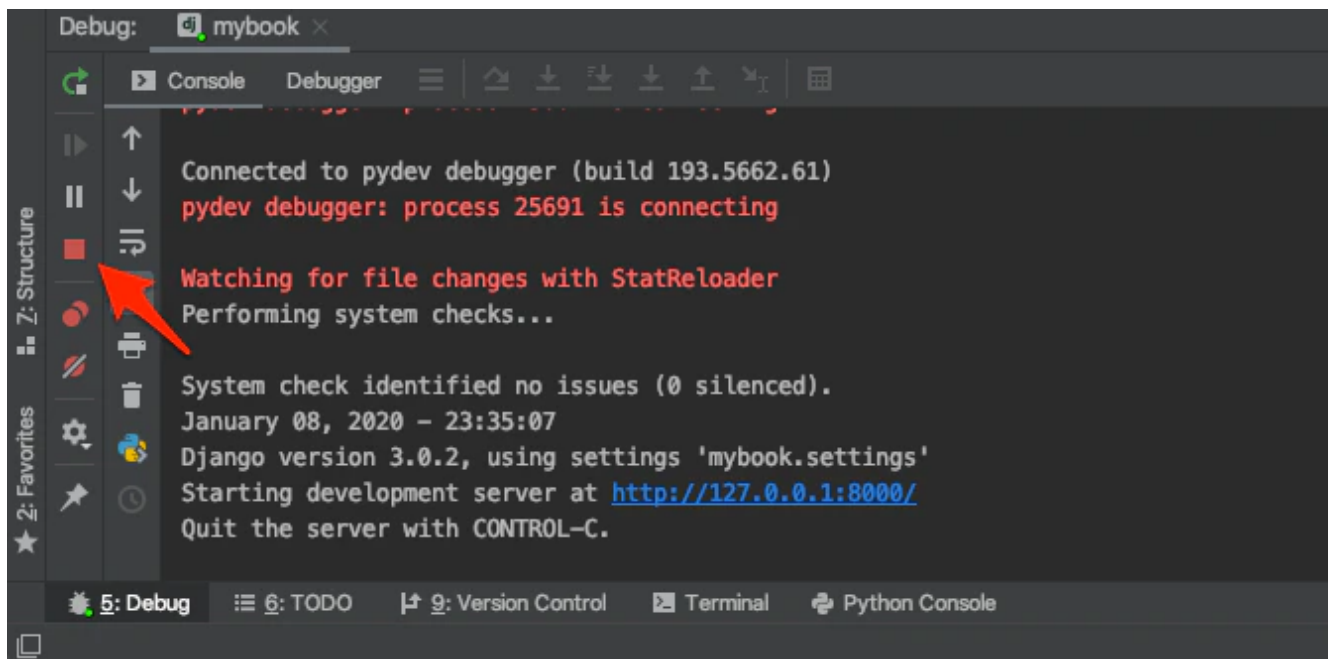 Debug:
mybook
Console
Debugger
Connected to pydev debugger (build 193.5662.61)
pydev debugger: process 25691 is connecting
Watching for file changes with StatReloader
Performing system checks...
System check identified no issues (0 silenced).
January 08, 2020 - 23:35:07
Django version 3.0.2, using settings 'mybook.settings'
Starting development server at http://127.0.0.1:8000/
Quit the server with CONTROL-C.
7: Structure
2: Favorites
5: Debug
6: TODO
9: Version Control
Terminal
Python Console